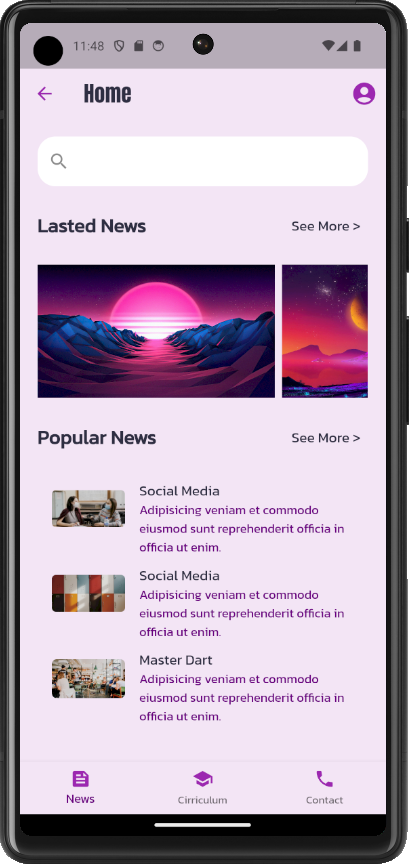 11:48
Home
Lasted News
See More >
Popular News
See More >
Social Media
Adipisicing veniam et commodo
eiusmod sunt reprehenderit officia in
officia ut enim.
Social Media
Adipisicing veniam et commodo
eiusmod sunt reprehenderit officia in
officia ut enim.
Master Dart
Adipisicing veniam et commodo
eiusmod sunt reprehenderit officia in
officia ut enim.
News
Cirriculum
Contact